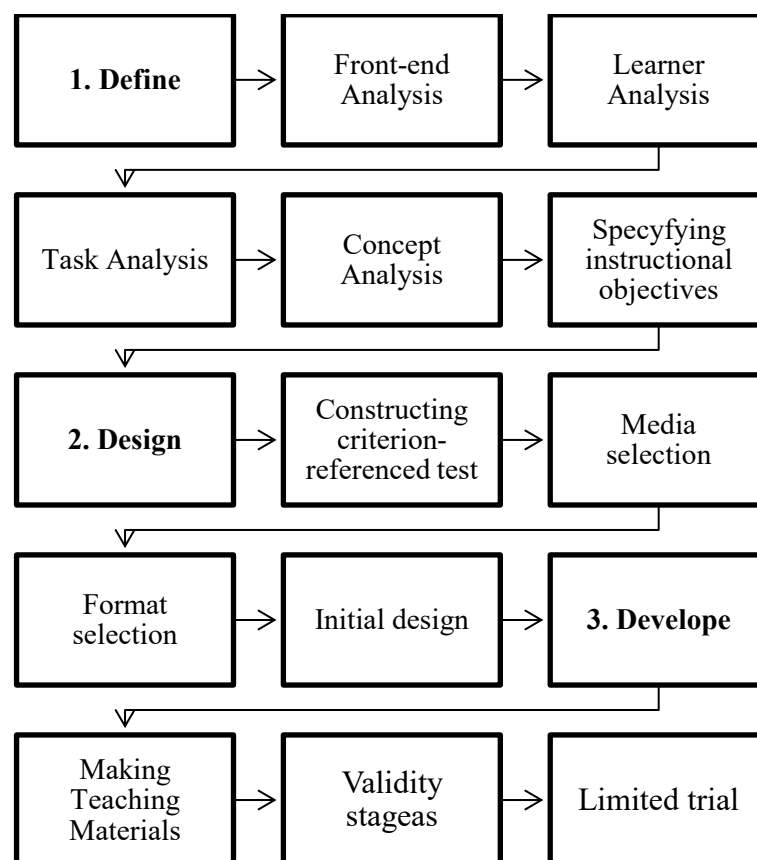 1. Define
Front-end
Analysis
Learner
Analysis
Task Analysis
Concept
Analysis
Specyfying
instructional
objectives
2. Design
Constructing
criterion-
referenced test
Media
selection
Format
selection
Initial design
3. Develope
Making
Teaching
Materials
Validity
stageas
Limited trial